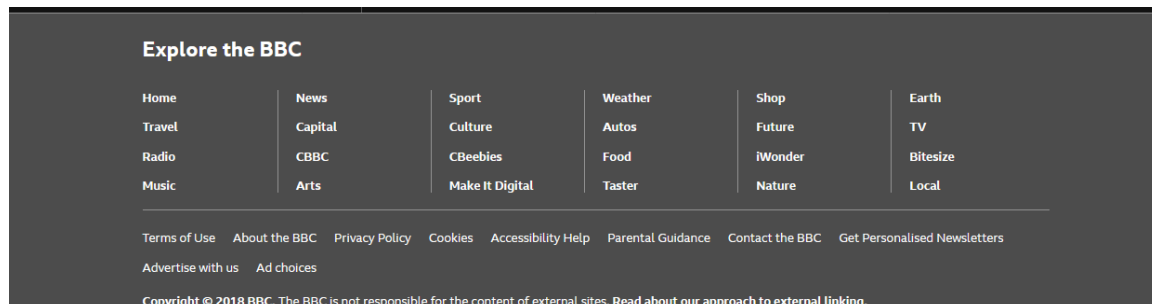 Explore the BBC
Home News Sport Weather Shop Earth
Travel Capital Culture Autos Future TV
Radio CBBC CBeebies Food iWonder Bitesize
Music Arts Make It Digital Taster Nature Local
Terms of Use About the BBC Privacy Policy Cookies Accessibility Help Parental Guidance Contact the BBC Get Personalised Newsletters
Advertise with us Ad choices
Copyright © 2018 BBC. The BBC is not responsible for the content of external sites. Read about our approach to external linking.